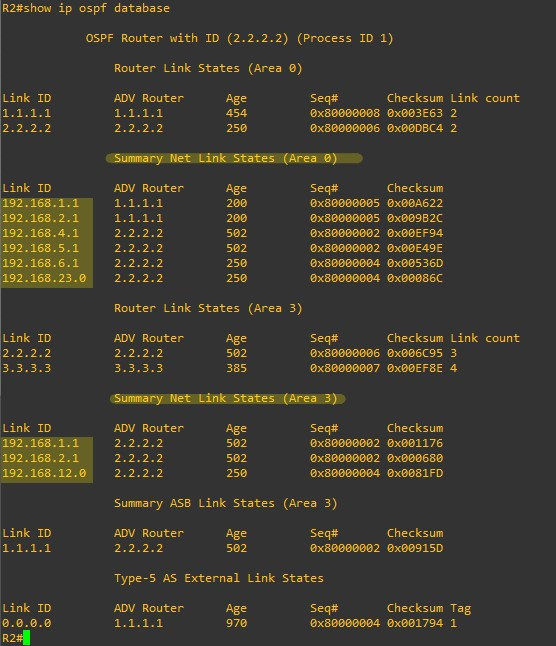 R2#show ip ospf database
OSPF Router with ID (2.2.2.2) (Process ID 1)
Router Link States (Area 0)
Link ID ADV Router Age Seq# Checksum Link count
1.1.1.1 1.1.1.1 454 0x80000008 0x003E63 2
2.2.2.2 2.2.2.2 250 0x80000006 0x00DBC4 2
Summary Net Link States (Area 0)
Link ID ADV Router Age Seq# Checksum
192.168.1.1 1.1.1.1 200 0x80000005 0x00A622
192.168.2.1 1.1.1.1 200 0x80000005 0x009B2C
192.168.4.1 2.2.2.2 502 0x80000002 0x00EF94
192.168.5.1 2.2.2.2 502 0x80000002 0x00E49E
192.168.6.1 2.2.2.2 250 0x80000004 0x00536D
192.168.23.0 2.2.2.2 250 0x80000004 0x00086C
Router Link States (Area 3)
Link ID ADV Router Age Seq# Checksum Link count
2.2.2.2 2.2.2.2 502 0x80000006 0x006C95 3
3.3.3.3 3.3.3.3 385 0x80000007 0x00EF8E 4
Summary Net Link States (Area 3)
Link ID ADV Router Age Seq# Checksum
192.168.1.1 2.2.2.2 502 0x80000002 0x001176
192.168.2.1 2.2.2.2 502 0x80000002 0x000680
192.168.12.0 2.2.2.2 250 0x80000004 0x0081FD
Summary ASB Link States (Area 3)
Link ID ADV Router Age Seq# Checksum
1.1.1.1 2.2.2.2 502 0x80000002 0x00915D
Type-5 AS External Link States
Link ID ADV Router Age Seq# Checksum Tag
0.0.0.0 1.1.1.1 970 0x80000004 0x001794 1
R2#